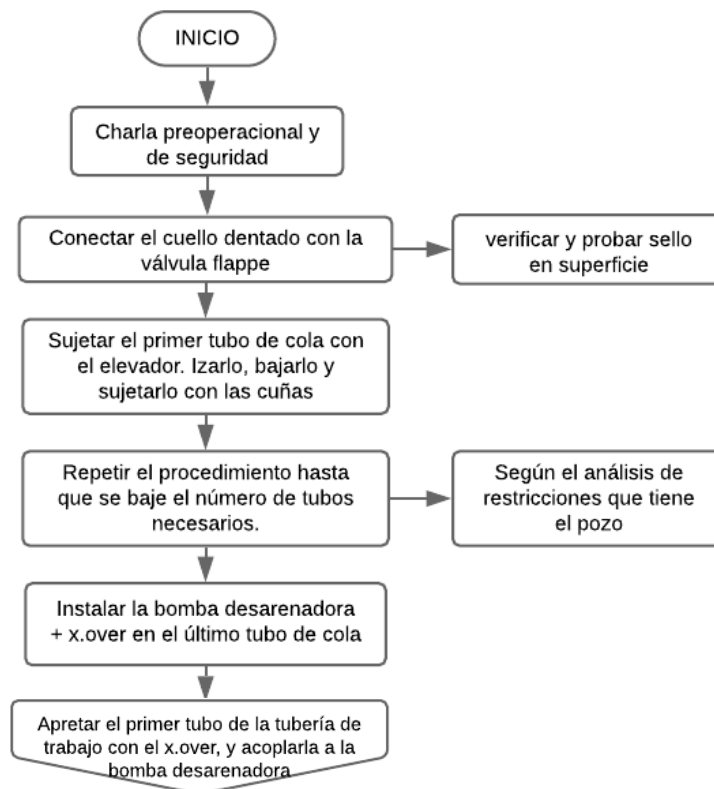 INICIO
Charla preoperacional y
de seguridad
Conectar el cuello dentado con la
válvula flappe
verificar y probar sello
en superficie
Sujetar el primer tubo de cola con
el elevador. Izarlo, bajarlo y
sujetarlo con las cuñas
Repetir el procedimiento hasta
que se baje el número de tubos
necesarios.
Según el análisis de
restricciones que tiene
el pozo
Instalar la bomba desarenadora
+ x.over en el último tubo de cola
Apretar el primer tubo de la tubería de
trabajo con el x.over, y acoplarla a la
bomba desarenadora